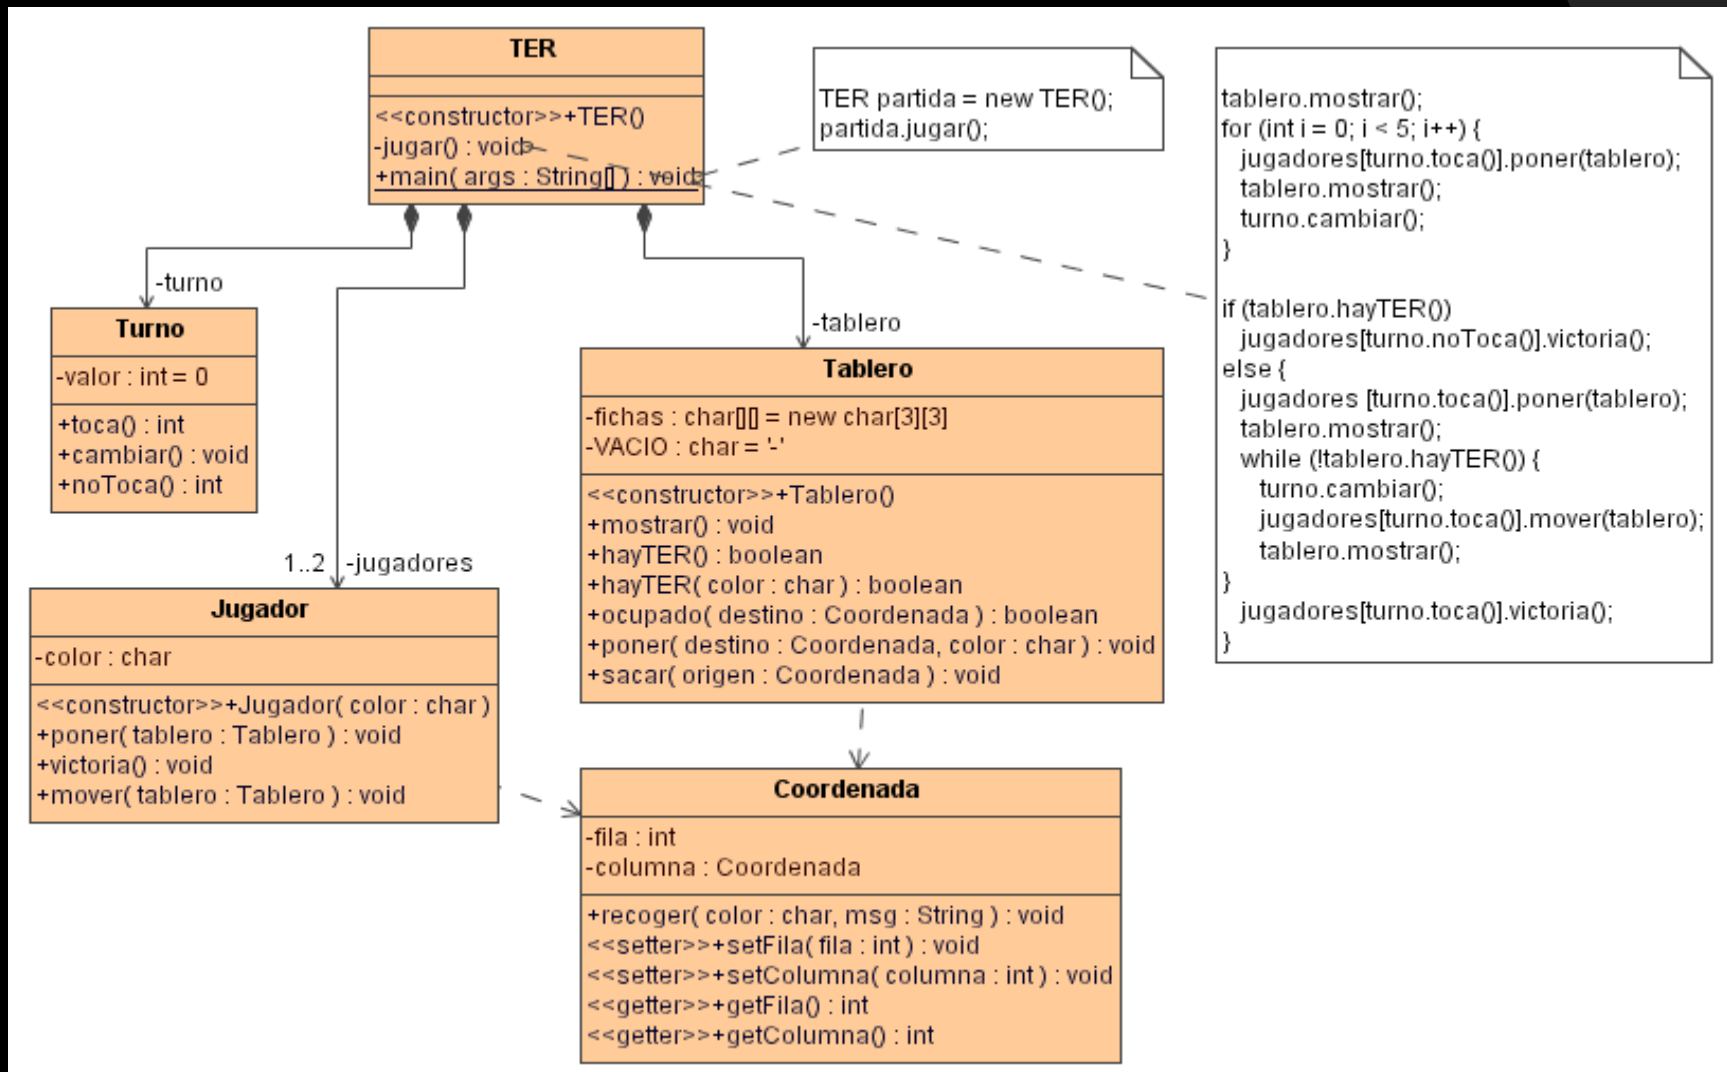 TER
<<constructor>>+TER()
-jugar() : void
+main( args : String[] ) : void
TER partida = new TER();
partida.jugar();
tablero.mostrar();
for (int i = 0; i < 5; i++) {
jugadores[turno.toca()].poner(tablero);
tablero.mostrar();
turno.cambiar();
}
if (tablero.hayTER())
jugadores[turno.noToca()].victoria();
else {
jugadores [turno.toca()].poner(tablero);
tablero.mostrar();
while (!tablero.hayTER()) {
turno.cambiar();
jugadores[turno.toca()].mover(tablero);
tablero.mostrar();
}
jugadores[turno.toca()].victoria();
}
-turno
Turno
-valor : int = 0
+toca() : int
+cambiar() : void
+noToca() : int
-tablero
Tablero
-fichas : char[][] = new char[3][3]
-VACIO : char = '-'
<<constructor>>+Tablero()
+mostrar() : void
+hayTER() : boolean
+hayTER( color : char ) : boolean
+ocupado( destino : Coordenada ) : boolean
+poner( destino : Coordenada, color : char ) : void
+sacar( origen : Coordenada ) : void
1..2 -jugadores
Jugador
-color : char
<<constructor>>+Jugador( color : char )
+poner( tablero : Tablero ) : void
+victoria() : void
+mover( tablero : Tablero ) : void
Coordenada
-fila : int
-columna : Coordenada
+recoger( color : char, msg : String ) : void
<<setter>>+setFila( fila : int ) : void
<<setter>>+setColumna( columna : int ) : void
<<getter>>+getFila() : int
<<getter>>+getColumna() : int